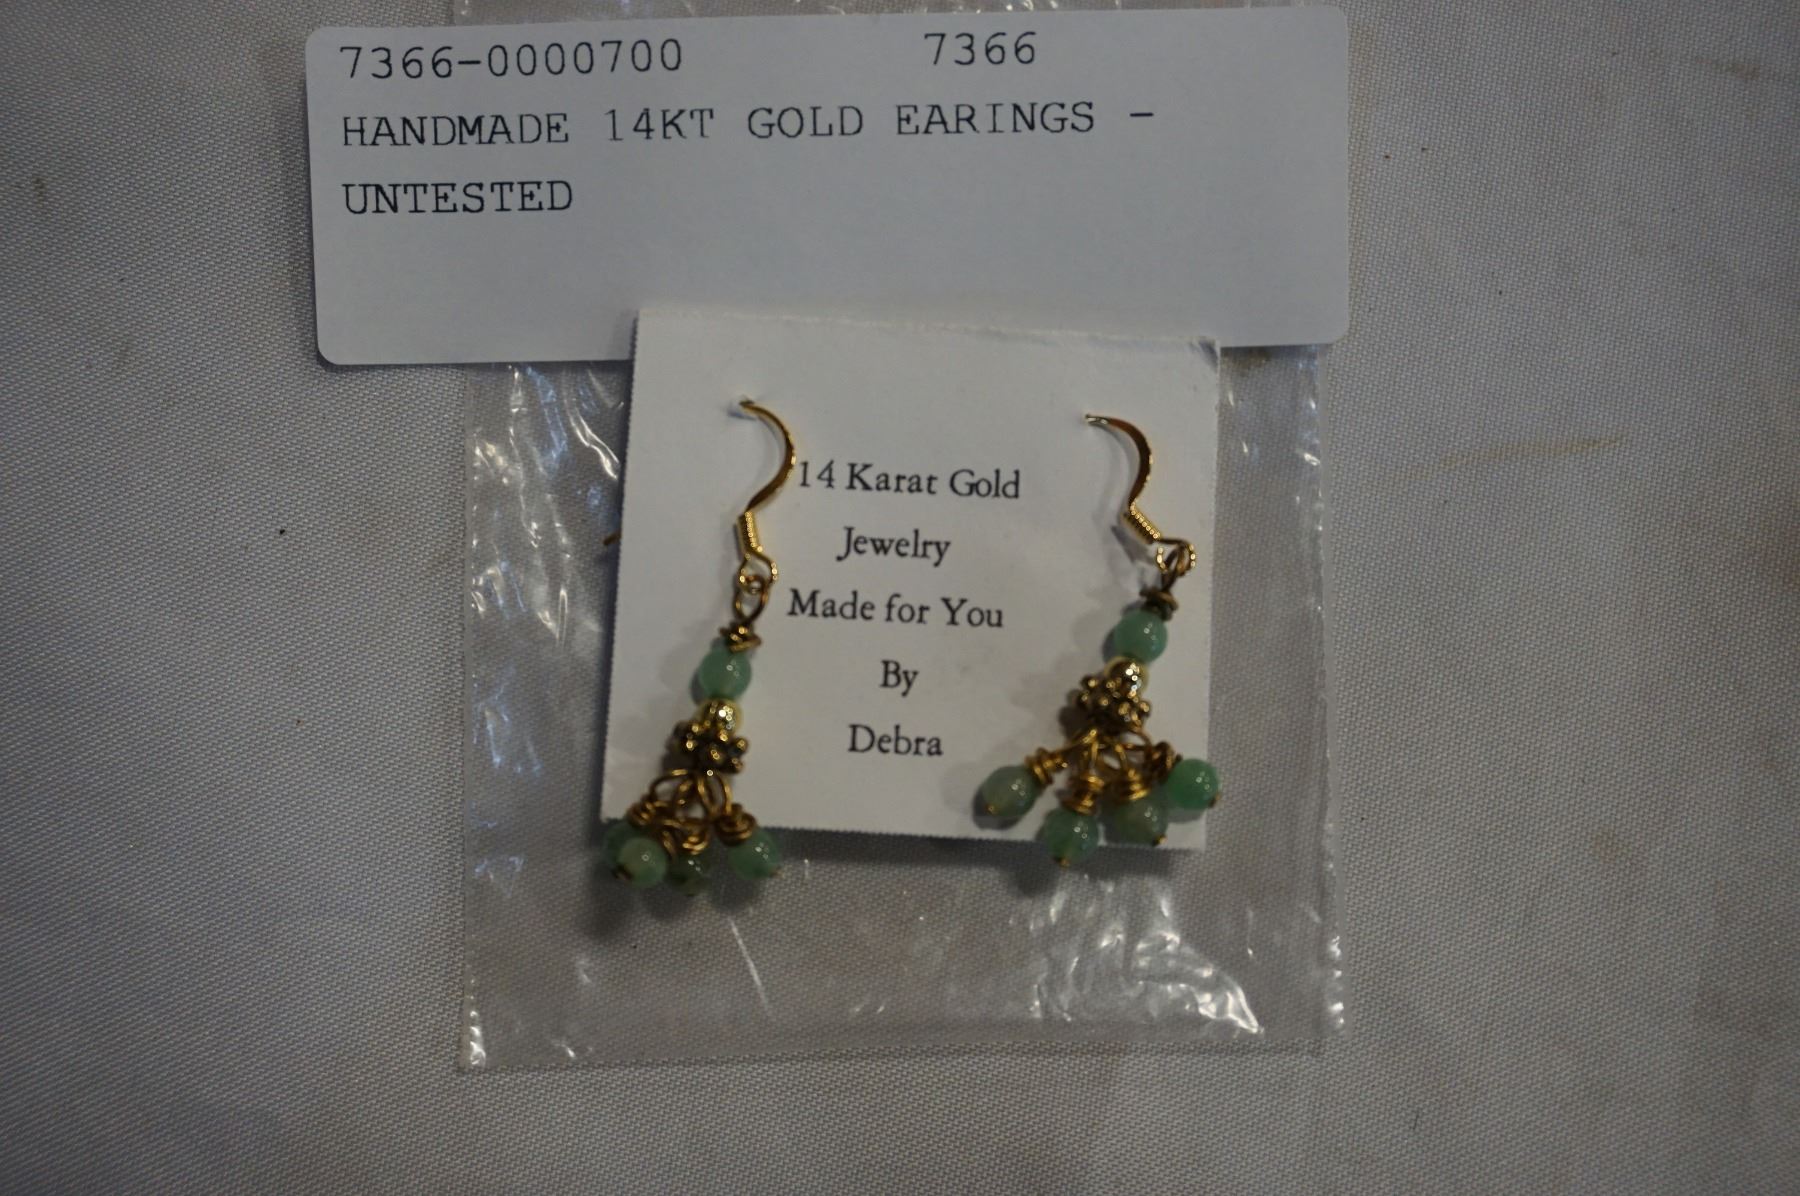 7366-0000700 7366
HANDMADE 14KT GOLD EARINGS -
UNTESTED
14 Karat Gold
Jewelry
Made for You
By
Debra